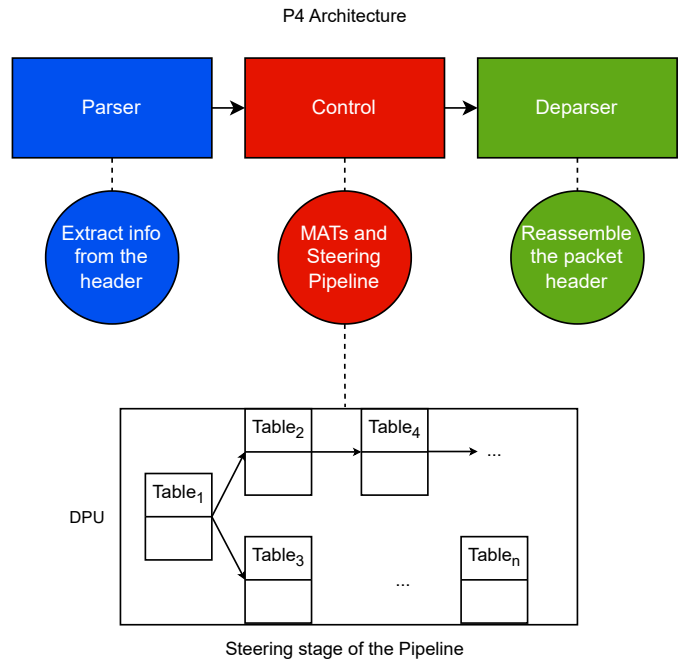 P4 Architecture
Parser
Control
Deparser
Extract info
from the
header
MATs and
Steering
Pipeline
Reassemble
the packet
header
DPU
Table1
Table2
Table4
...
Table3
...
Tablen
Steering stage of the Pipeline